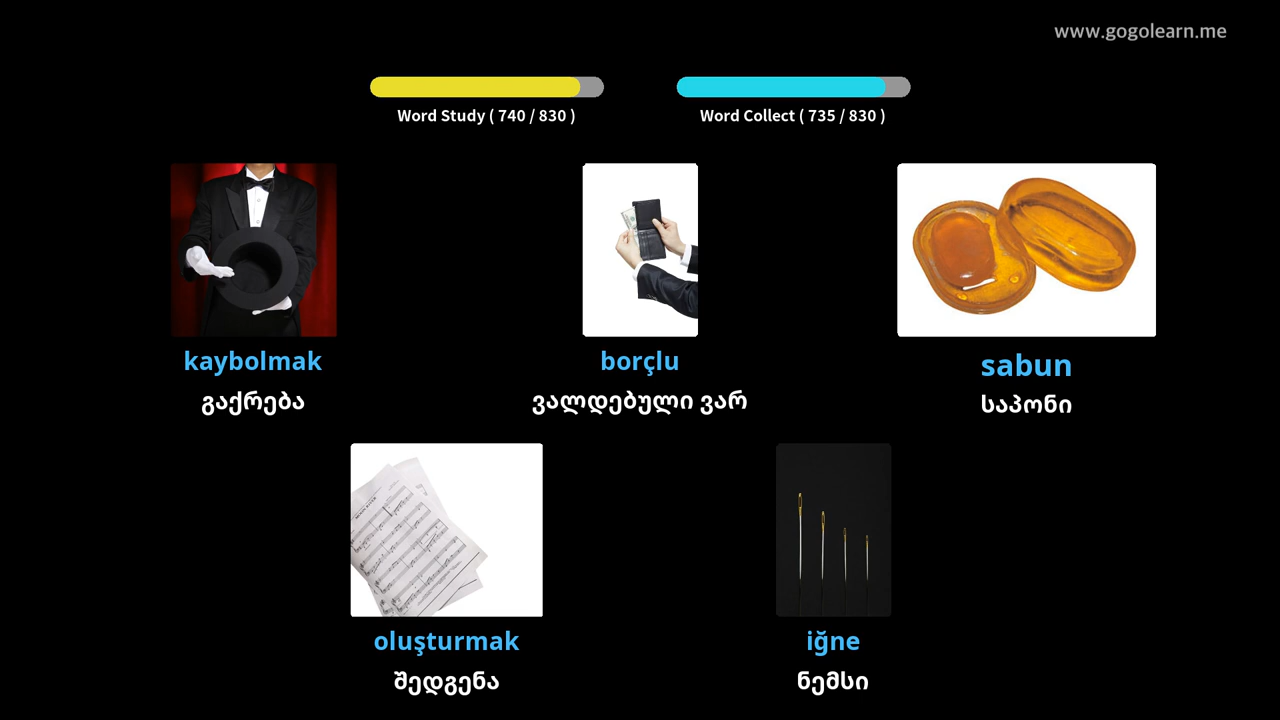 www.gogolearn.me
Word Study ( 740 / 830 )
Word Collect ( 735 / 830 )
kaybolmak
გაქრება
borçlu
ვალდებული ვარ
sabun
საპონი
oluşturmak
შედგენა
iğne
ნემსი